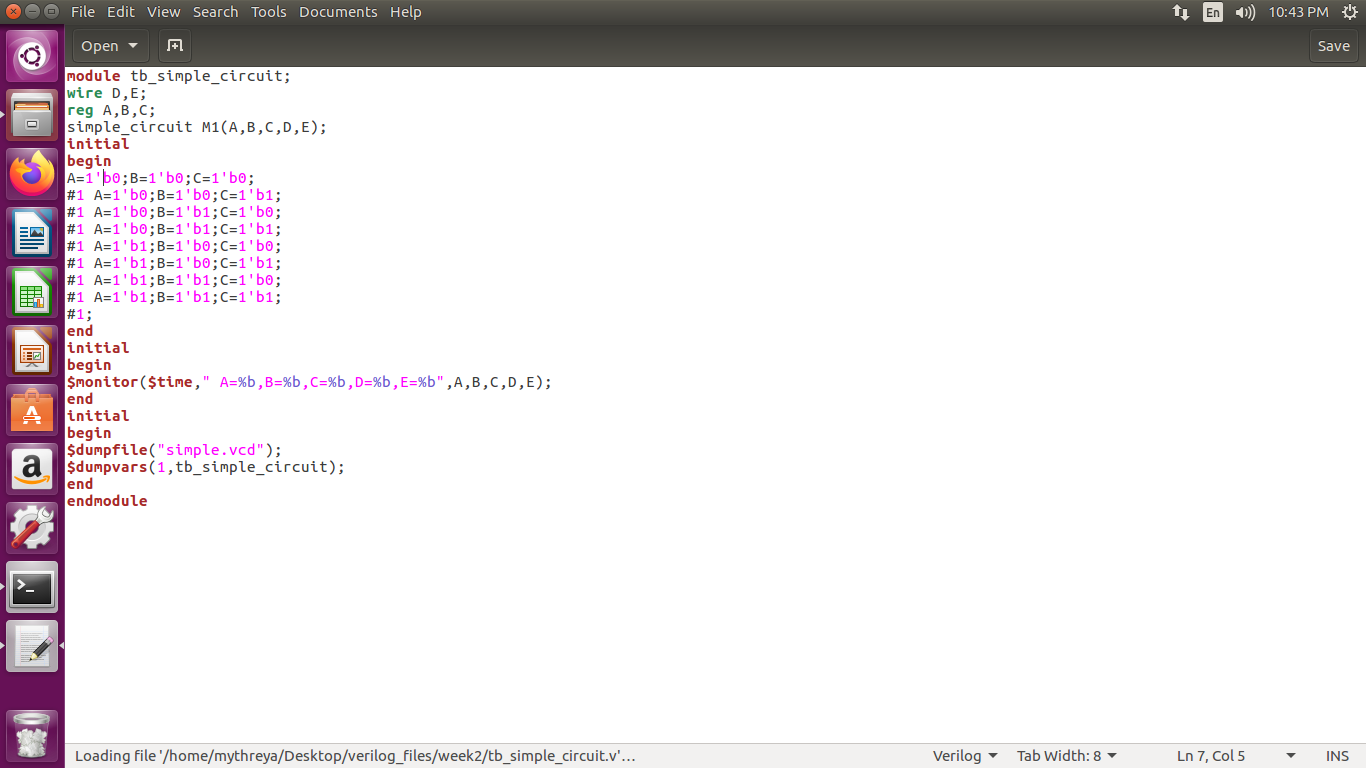 File Edit View Search Tools Documents Help
En 10:43 PM
Open
Save
module tb_simple_circuit;
wire D,E;
reg A,B,C;
simple_circuit M1(A,B,C,D,E);
initial
begin
A=1'b0;B=1'b0;C=1'b0;
#1 A=1'b0;B=1'b0;C=1'b1;
#1 A=1'b0;B=1'b1;C=1'b0;
#1 A=1'b0;B=1'b1;C=1'b1;
#1 A=1'b1;B=1'b0;C=1'b0;
#1 A=1'b1;B=1'b0;C=1'b1;
#1 A=1'b1;B=1'b1;C=1'b0;
#1 A=1'b1;B=1'b1;C=1'b1;
#1;
end
initial
begin
$monitor($time," A=%b,B=%b,C=%b,D=%b,E=%b",A,B,C,D,E);
end
initial
begin
$dumpfile("simple.vcd");
$dumpvars(1,tb_simple_circuit);
end
endmodule
Loading file '/home/mythreya/Desktop/verilog_files/week2/tb_simple_circuit.v'… Verilog Tab Width: 8 Ln 7, Col 5 INS